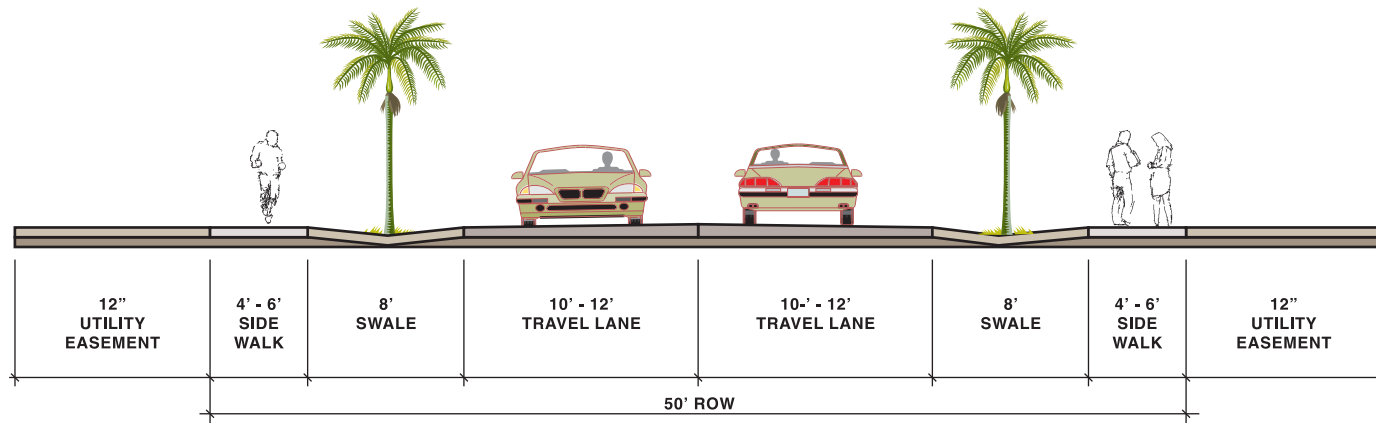 12”
UTILITY
EASEMENT
4’ - 6’
SIDE
WALK
8’
SWALE
10’ - 12’
TRAVEL LANE
10-’ - 12’
TRAVEL LANE
8’
SWALE
4’ - 6’
SIDE
WALK
12”
UTILITY
EASEMENT
50’ ROW